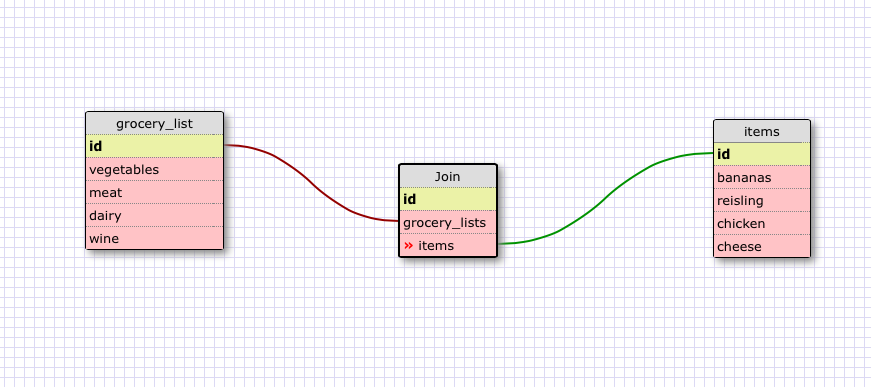 grocery_list
id
vegetables
meat
dairy
wine
Join
id
grocery_lists
» items
items
id
bananas
reisling
chicken
cheese